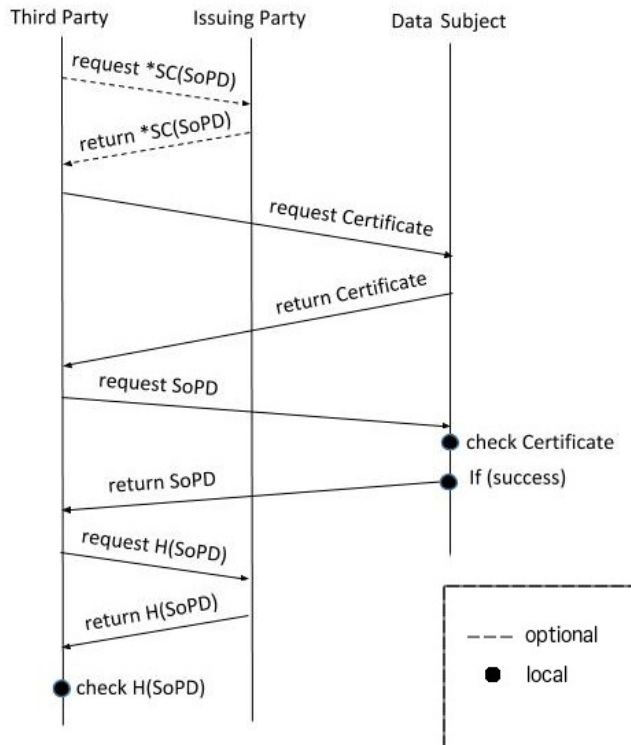 Third Party
Issuing Party
Data Subject
request *SC(SoPD)
return *SC(SoPD)
request Certificate
return Certificate
request SoPD
check Certificate
If (success)
return SoPD
request H(SoPD)
return H(SoPD)
check H(SoPD)
optional
local